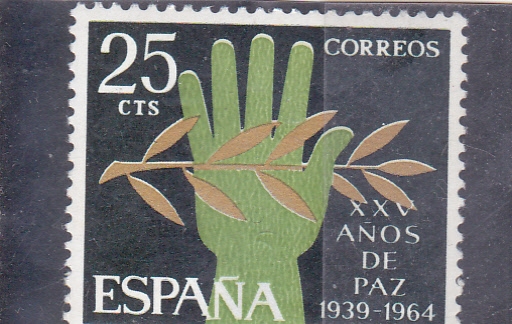 25
CTS
CORREOS
XXV
AÑOS
DE
PAZ
1939-1964
ESPAÑA